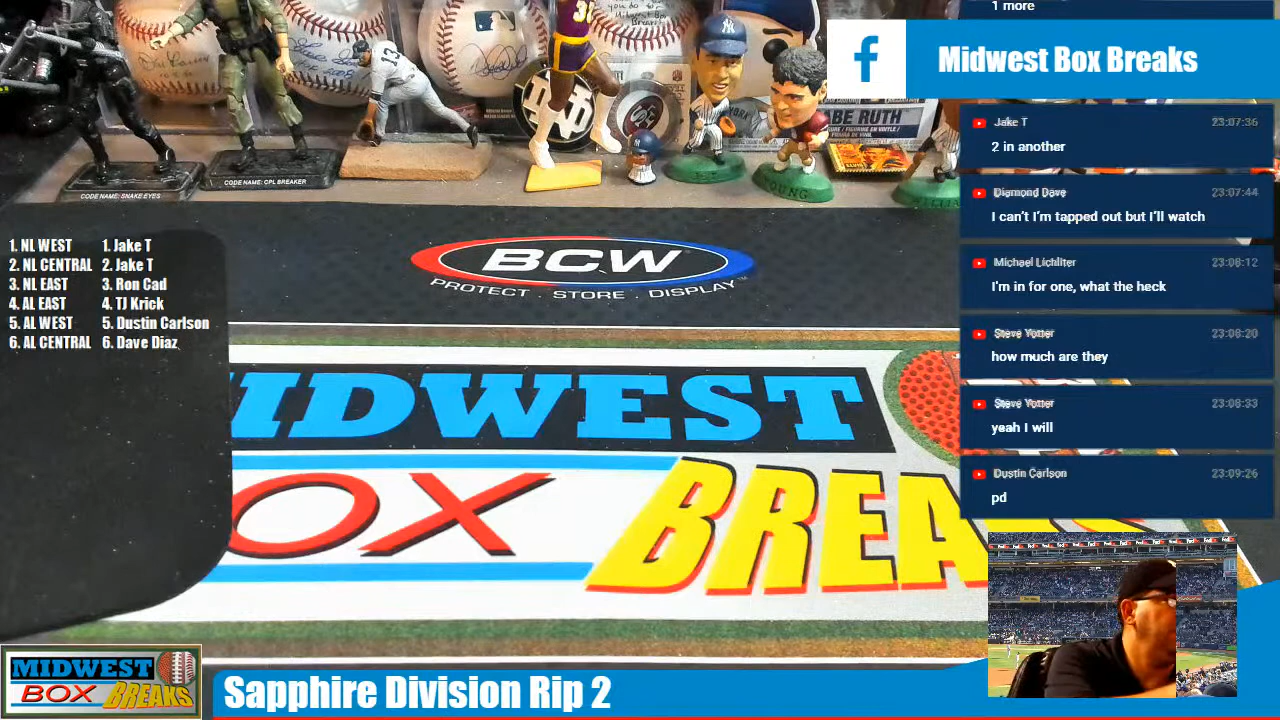 1 more
Midwest Box Breaks
Jake T 23:07:36
2 in another
Diamond Dave 23:07:44
I can't I'm tapped out but I'll watch
Michael Lichliter 23:08:12
I'm in for one, what the heck
Steve Yotter 23:08:20
how much are they
Steve Yotter 23:08:33
yeah I will
Dustin Carlson 23:09:26
pd
CODE NAME: SNAKE EYES
CODE NAME: CPL BREAKER
13
ND
BABE RUTH
YOUNG
1. NL WEST 1. Jake T
2. NL CENTRAL 2. Jake T
3. NL EAST 3. Ron Cad
4. AL EAST 4. TJ Krick
5. AL WEST 5. Dustin Carlson
6. AL CENTRAL 6. Dave Diaz
BCW
PROTECT . STORE . DISPLAY
MIDWEST
BOX BREA
MIDWEST
BOX BREAKS
Sapphire Division Rip 2